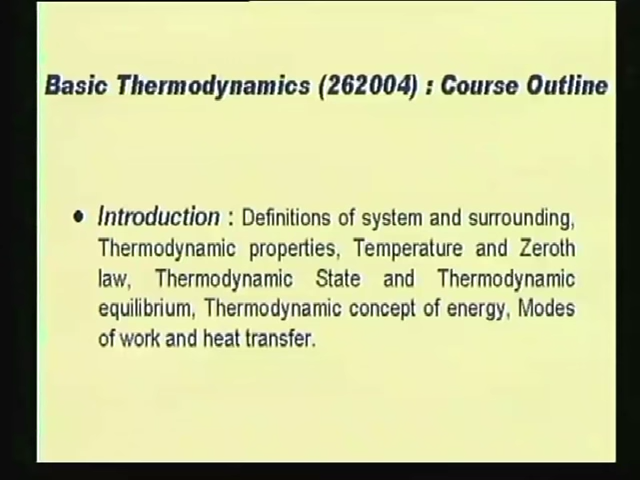 Basic Thermodynamics (262004) : Course Outline
• Introduction : Definitions of system and surrounding,
Thermodynamic properties, Temperature and Zeroth
law, Thermodynamic State and Thermodynamic
equilibrium, Thermodynamic concept of energy, Modes
of work and heat transfer.